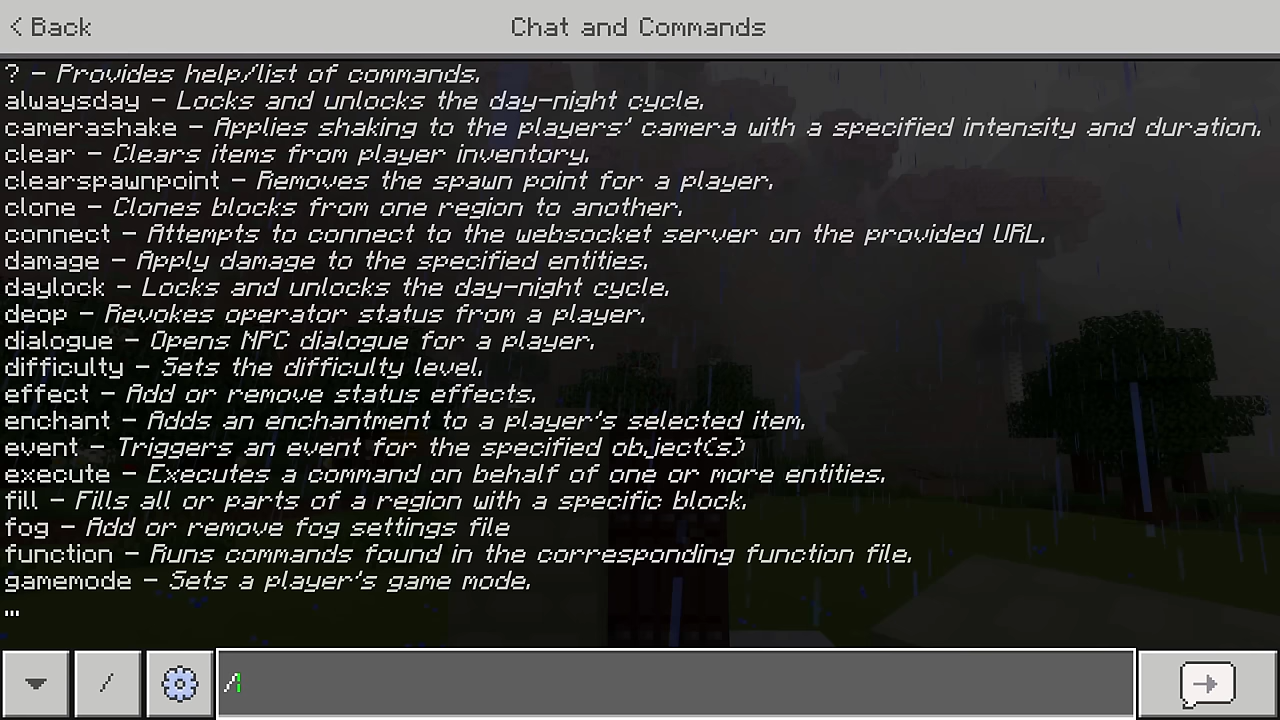 < Back
Chat and Commands
? – Provides help/list of commands.
alwaysday – Locks and unlocks the day-night cycle.
camerashake – Applies shaking to the players' camera with a specified intensity and duration.
clear – Clears items from player inventory.
clearspawnpoint – Removes the spawn point for a player.
clone – Clones blocks from one region to another.
connect – Attempts to connect to the websocket server on the provided URL.
damage – Apply damage to the specified entities.
daylock – Locks and unlocks the day-night cycle.
deop – Revokes operator status from a player.
dialogue – Opens NPC dialogue for a player.
difficulty – Sets the difficulty level.
effect – Add or remove status effects.
enchant – Adds an enchantment to a player's selected item.
event – Triggers an event for the specified object(s)
execute – Executes a command on behalf of one or more entities.
fill – Fills all or parts of a region with a specific block.
fog – Add or remove fog settings file
function – Runs commands found in the corresponding function file.
gamemode – Sets a player's game mode.
...
/
/